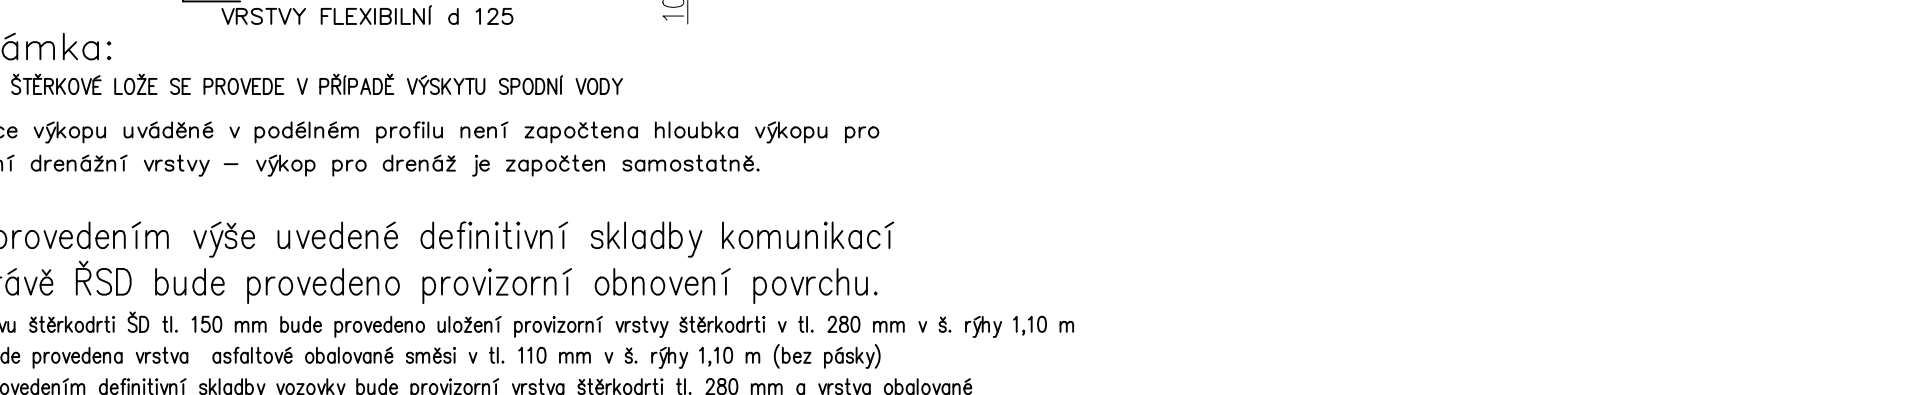 VRSTVY FLEXIBILNÍ d 125
ámka:
ŠTĚRKOVÉ LOŽE SE PROVEDE V PŘÍPADĚ VÝSKYTU SPODNÍ VODY
ce výkopu uváděné v podélném profilu není započtena hloubka výkopu pro
ní drenážní vrstvy – výkop pro drenáž je započten samostatně.
provedením výše uvedené definitivní skladby komunikací
rávě ŘSD bude provedeno provizorní obnovení povrchu.
vu štěrkodrti ŠD tl. 150 mm bude provedeno uložení provizorní vrstvy štěrkodrti v tl. 280 mm v š. rýhy 1,10 m
de provedena vrstva asfaltové obalované směsi v tl. 110 mm v š. rýhy 1,10 m (bez pásky)
ovedením definitivní skladby vozovky bude provizorní vrstva štěrkodrti tl. 280 mm a vrstva obalované